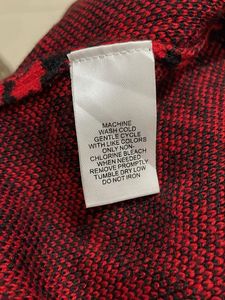 MACHINE
WASH COLD
GENTLE CYCLE
WITH LIKE COLORS
ONLY NON-
CHLORINE BLEACH
WHEN NEEDED
REMOVE PROMPTLY
TUMBLE DRY LOW
DO NOT IRON